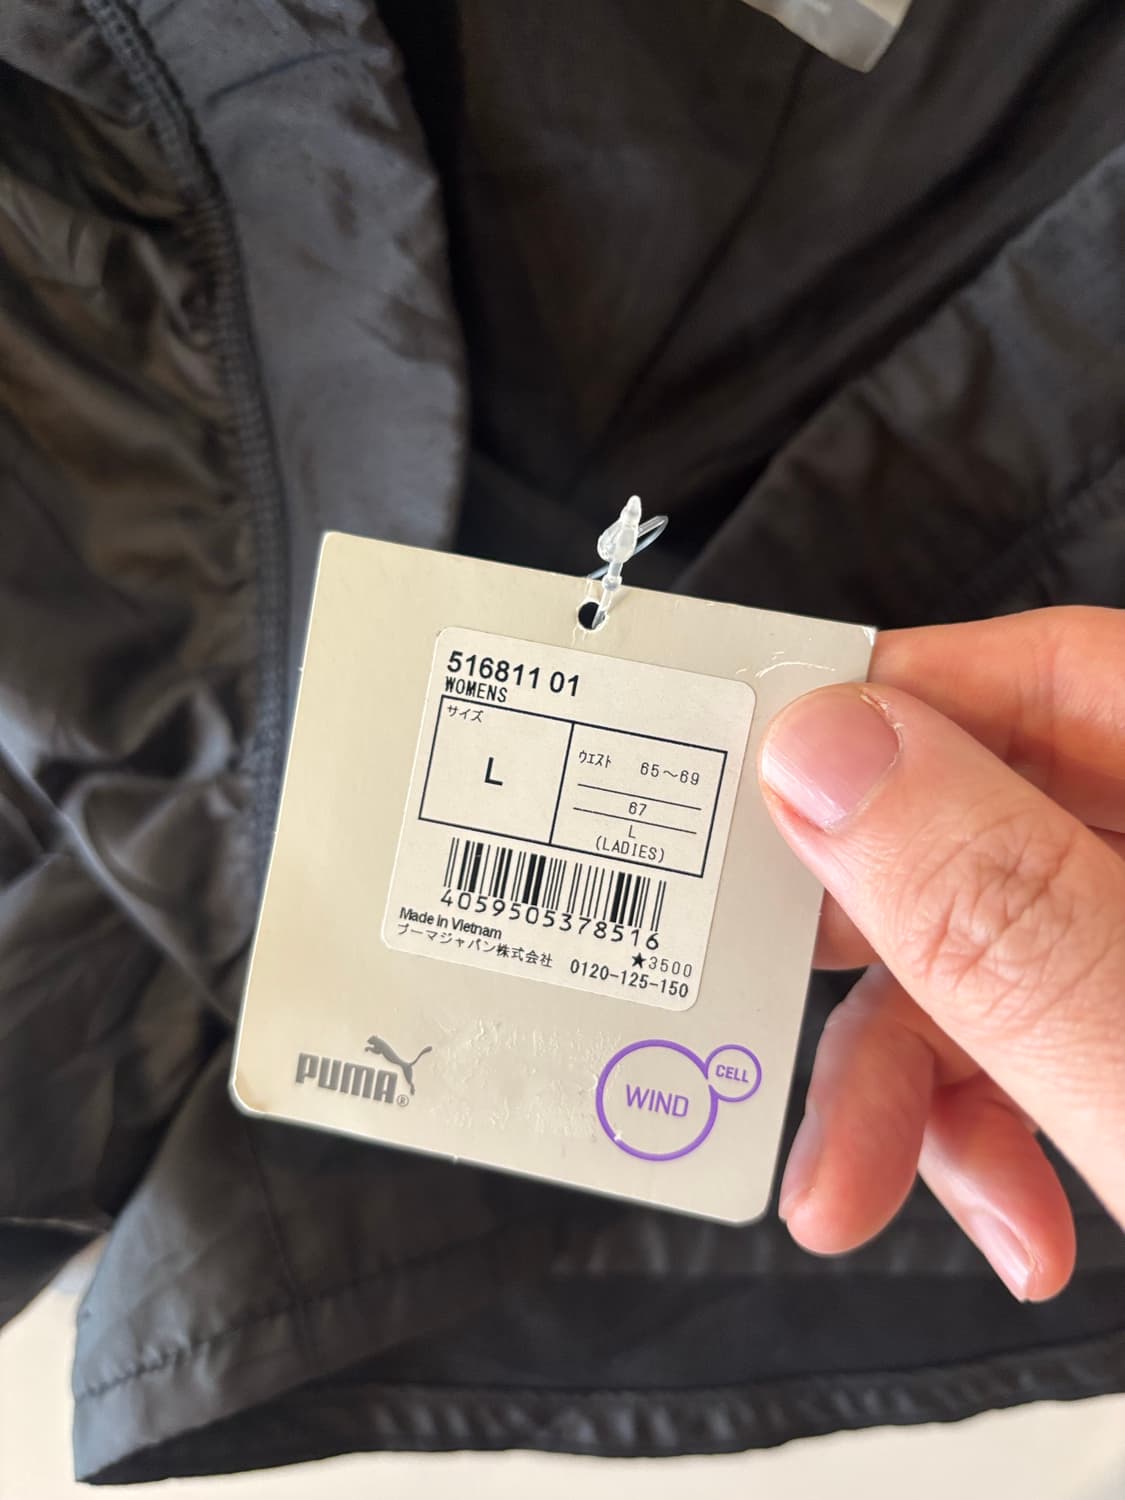 516811 01
WOMENS
サイズ
L
ウエスト 65〜69
67
L
(LADIES)
4059505378516
Made in Vietnam
プーマジャパン株式会社 ★3500
0120-125-150
PUMA®
WIND CELL